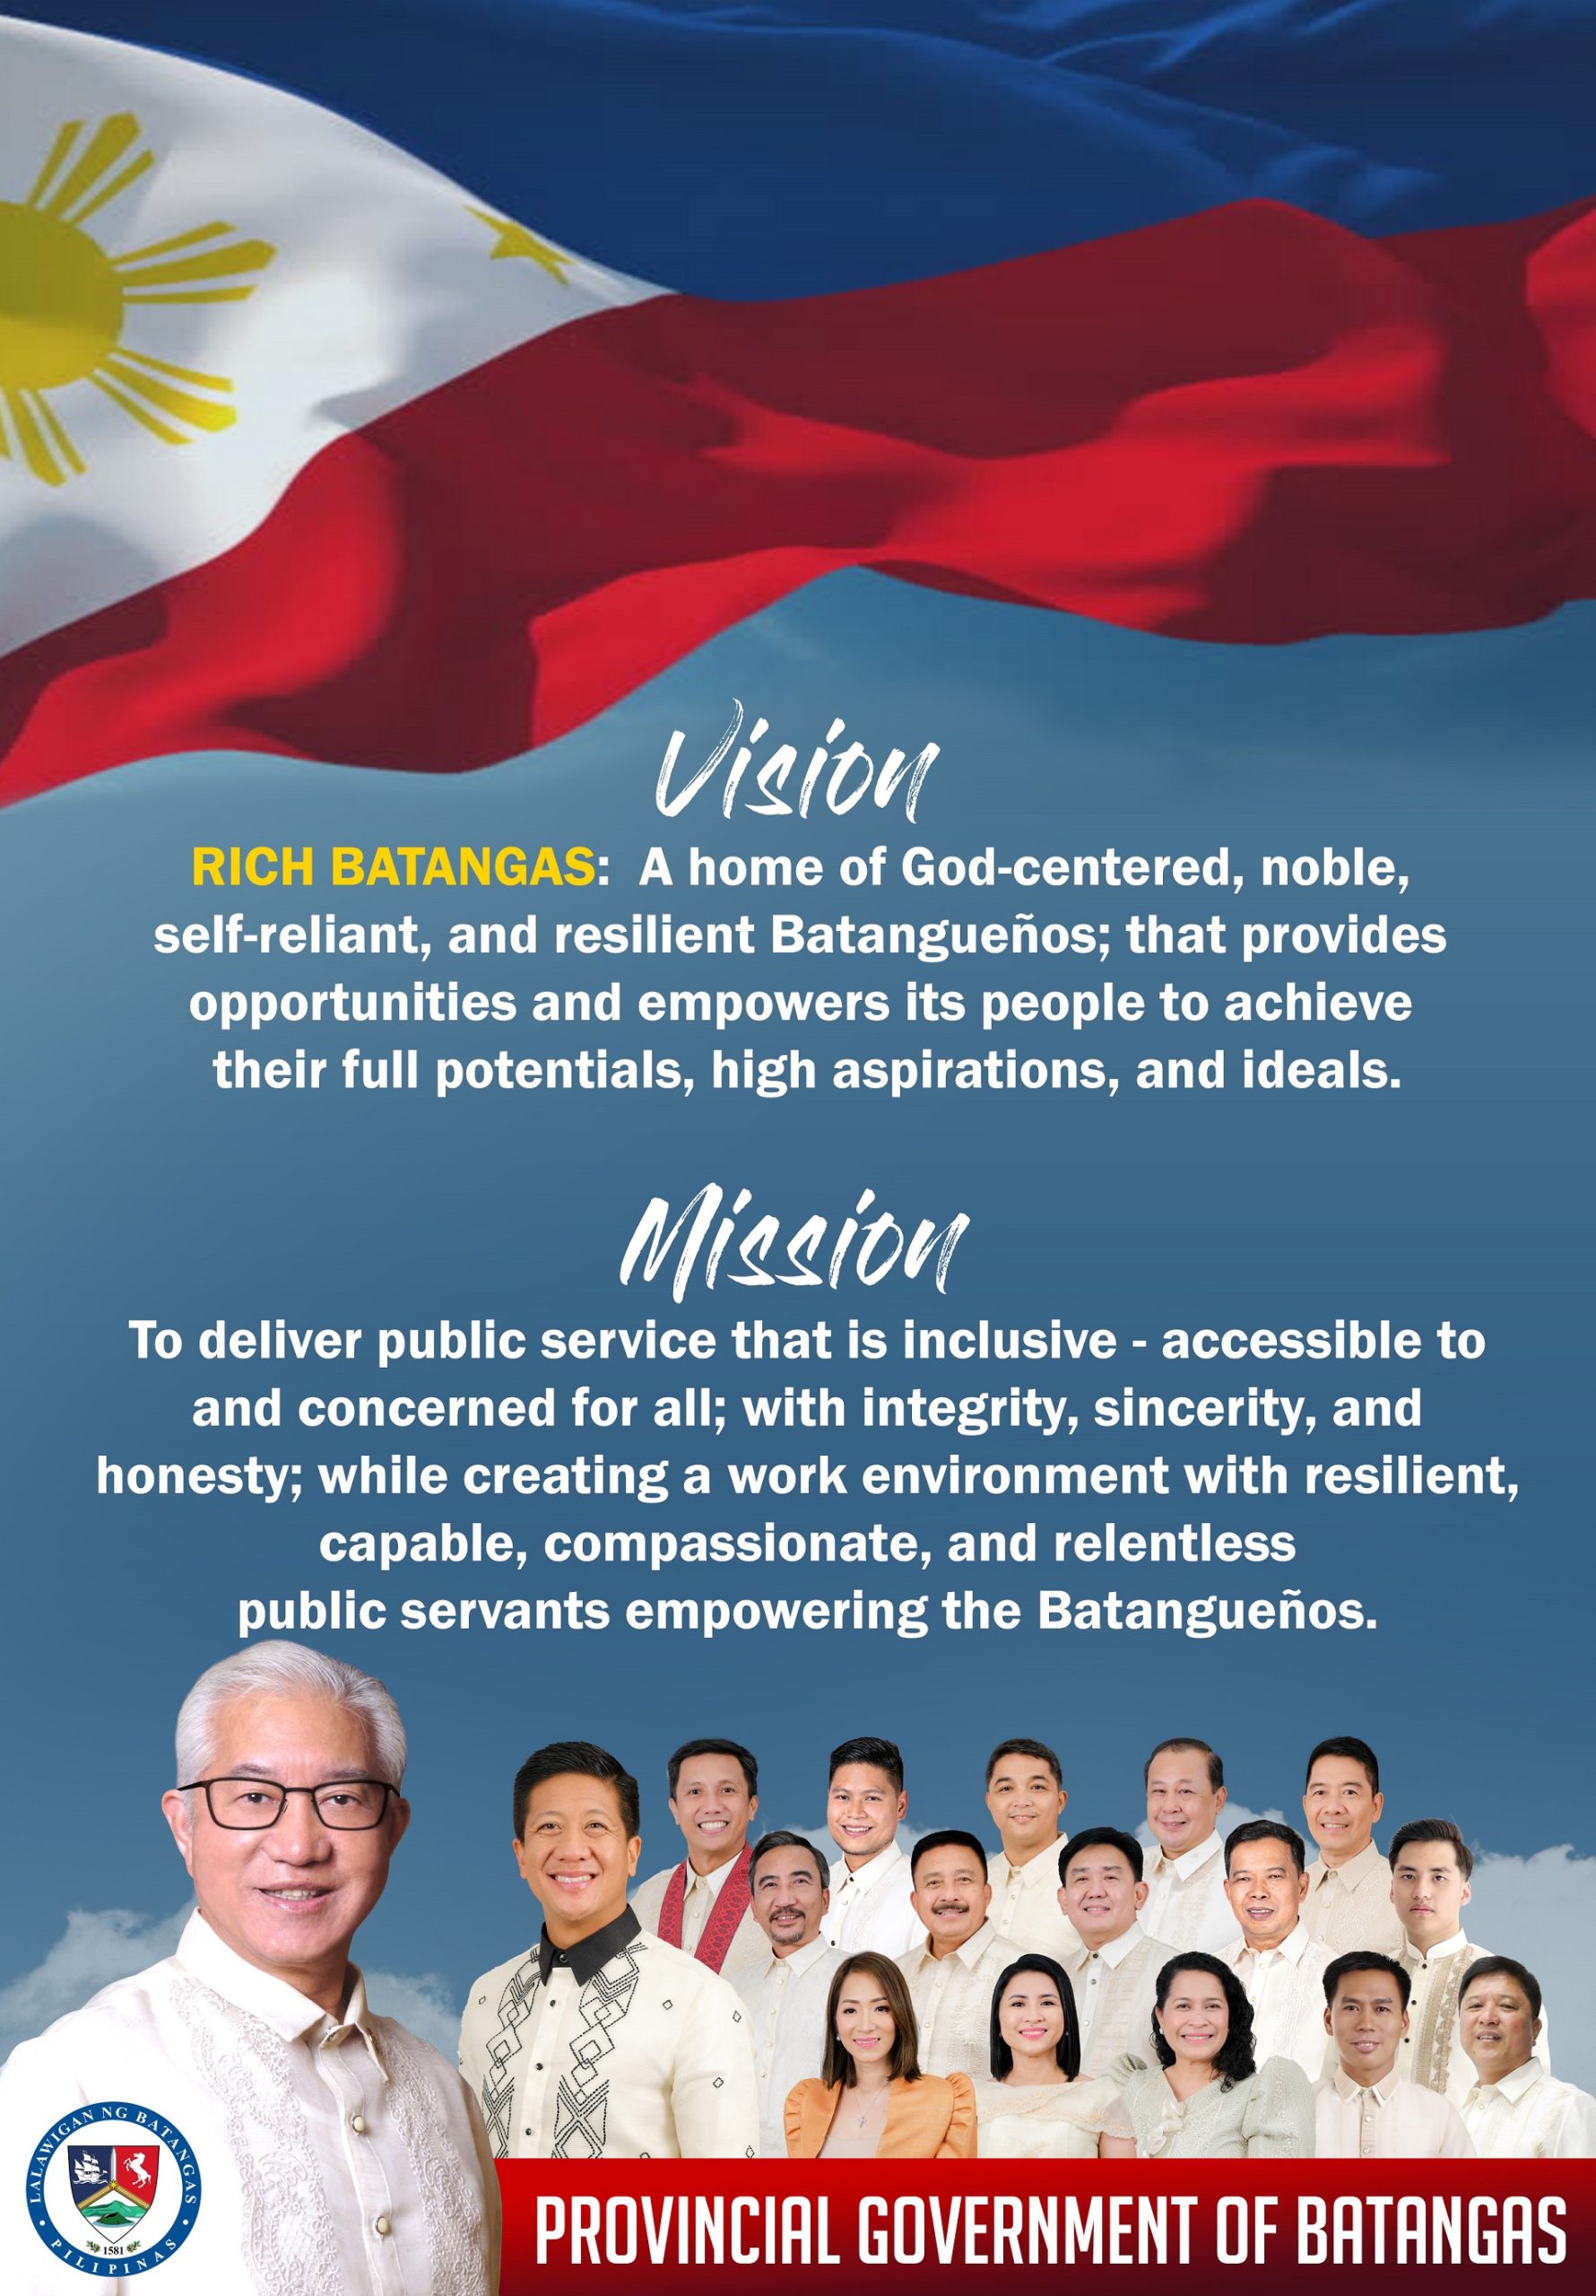 Vision
RICH BATANGAS: A home of God-centered, noble,
self-reliant, and resilient Batangueños; that provides
opportunities and empowers its people to achieve
their full potentials, high aspirations, and ideals.
Mission
To deliver public service that is inclusive - accessible to
and concerned for all; with integrity, sincerity, and
honesty; while creating a work environment with resilient,
capable, compassionate, and relentless
public servants empowering the Batangueños.
LALAWIGAN NG BATANGAS
1581
PILIPINAS
PROVINCIAL GOVERNMENT OF BATANGAS